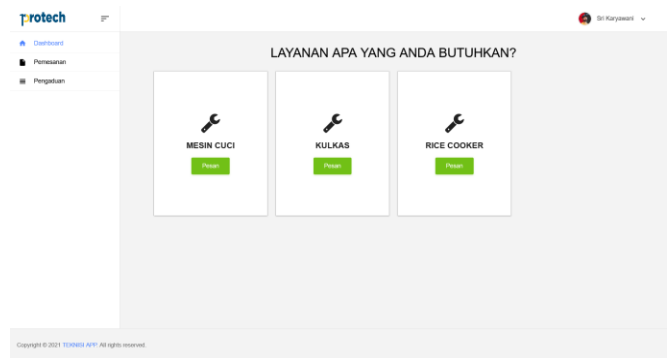 Protech
Sri Karyawani
Dashboard
Pemesanan
Pengaduan
LAYANAN APA YANG ANDA BUTUHKAN?
MESIN CUCI
Pesan
KULKAS
Pesan
RICE COOKER
Pesan
Copyright © 2021 TEKNISI APP. All rights reserved.